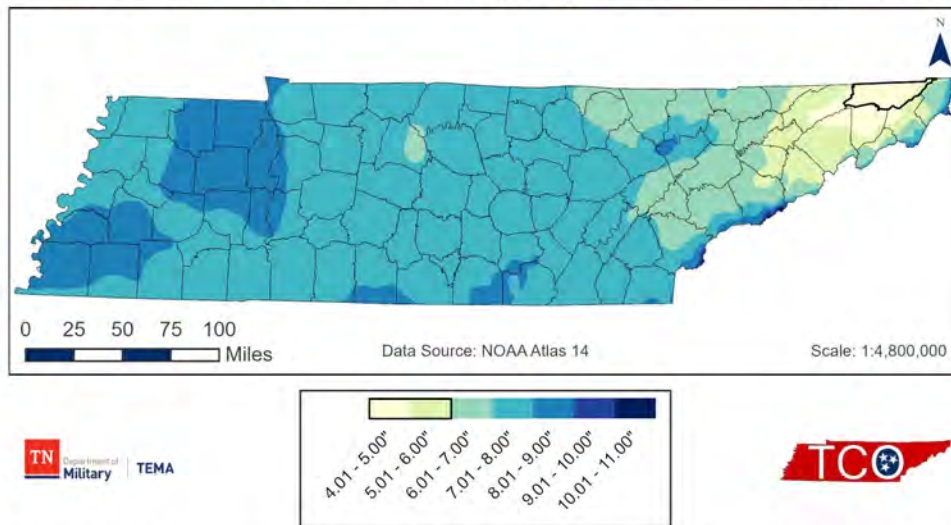 N
0 25 50 75 100
Miles
Data Source: NOAA Atlas 14
Scale: 1:4,800,000
4.01 - 5.00"
5.01 - 6.00"
6.01 - 7.00"
7.01 - 8.00"
8.01 - 9.00"
9.01 - 10.00"
10.01 - 11.00"
TN
Department of
Military
TEMA
TCO